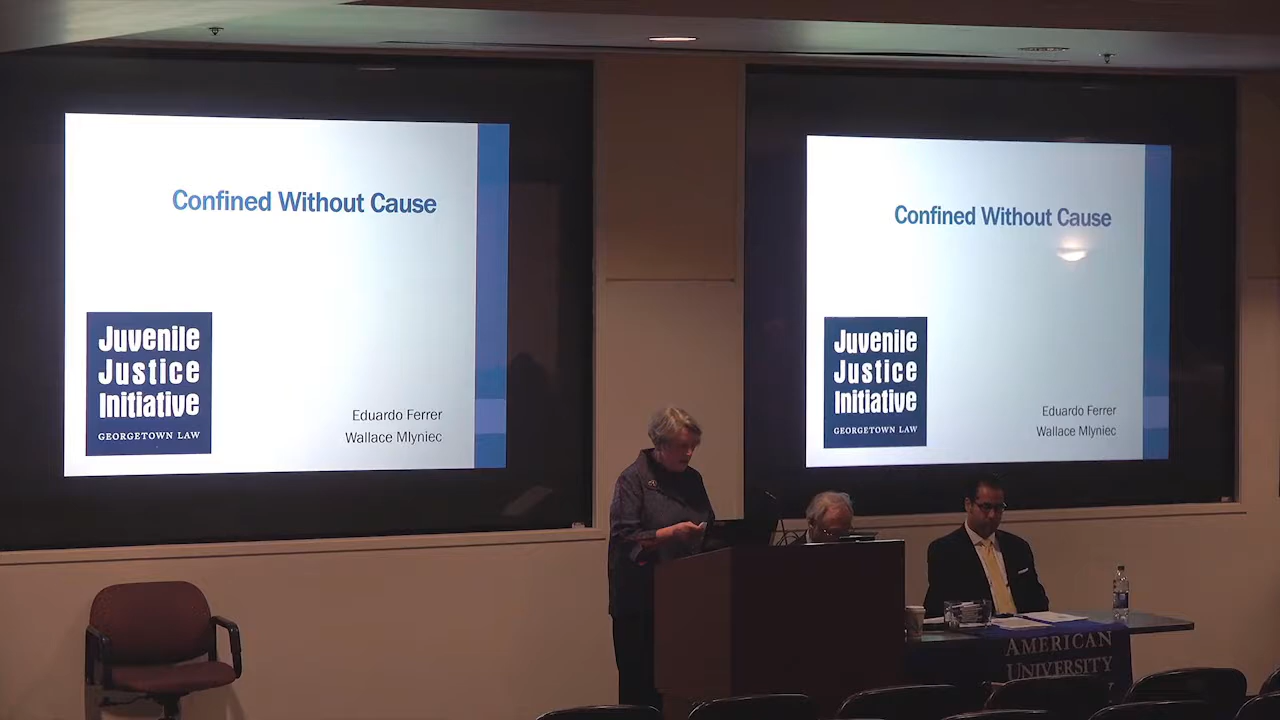 Confined Without Cause
Juvenile
Justice
Initiative
GEORGETOWN LAW
Eduardo Ferrer
Wallace Mlyniec
Confined Without Cause
Juvenile
Justice
Initiative
GEORGETOWN LAW
Eduardo Ferrer
Wallace Mlyniec
AMERICAN
UNIVERSITY